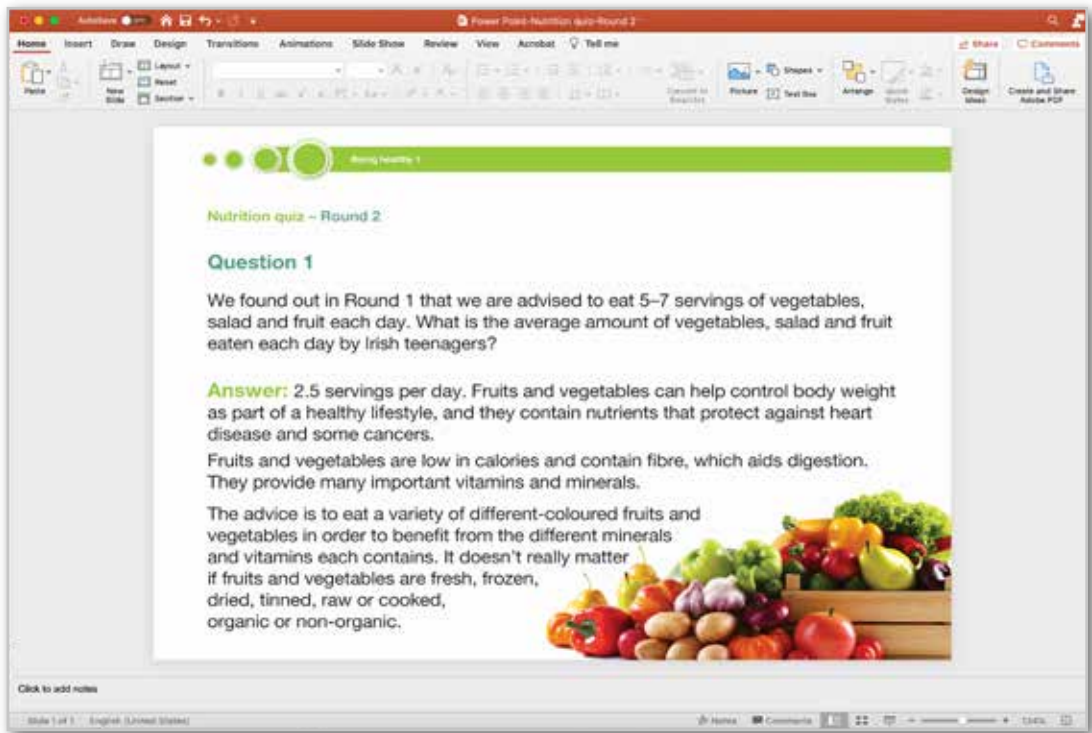 AutoSave
Power Point-Nutrition quiz-Round 2
Home Insert Draw Design Transitions Animations Slide Show Review View Acrobat Tell me Share Comments
Paste New Slide Layout Reset Section Picture Shapes Text Box Arrange Design Ideas Create and Share Adobe PDF
Being healthy 1
Nutrition quiz – Round 2
Question 1
We found out in Round 1 that we are advised to eat 5–7 servings of vegetables,
salad and fruit each day. What is the average amount of vegetables, salad and fruit
eaten each day by Irish teenagers?
Answer: 2.5 servings per day. Fruits and vegetables can help control body weight
as part of a healthy lifestyle, and they contain nutrients that protect against heart
disease and some cancers.
Fruits and vegetables are low in calories and contain fibre, which aids digestion.
They provide many important vitamins and minerals.
The advice is to eat a variety of different-coloured fruits and
vegetables in order to benefit from the different minerals
and vitamins each contains. It doesn't really matter
if fruits and vegetables are fresh, frozen,
dried, tinned, raw or cooked,
organic or non-organic.
Click to add notes
Slide 1 of 1 English (United States) Notes Comments